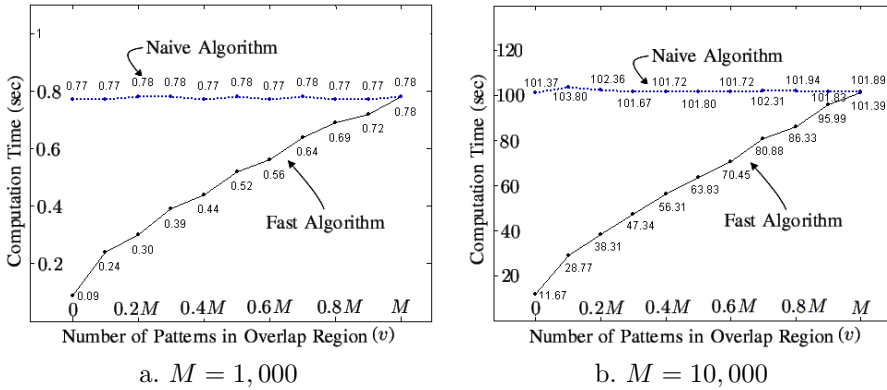 1
Naive Algorithm
0.77 0.77 0.78 0.78 0.77 0.78 0.77 0.78 0.77 0.77 0.78
0.8
0.78
0.72
0.69
0.64
0.6
0.56
0.52
0.44
0.4
0.39
Fast Algorithm
0.30
0.24
0.2
0.09
0 0.2M 0.4M 0.6M 0.8M M
Computation Time (sec)
Number of Patterns in Overlap Region (v)
a. M = 1,000
120
Naive Algorithm
101.37 103.80 102.36 101.67 101.72 101.80 101.72 102.31 101.94 101.83 101.89
100
101.39
95.99
86.33
80
80.88
70.45
63.83
60
56.31
47.34
Fast Algorithm
40
38.31
28.77
20
11.67
0 0.2M 0.4M 0.6M 0.8M M
Computation Time (sec)
Number of Patterns in Overlap Region (v)
b. M = 10,000